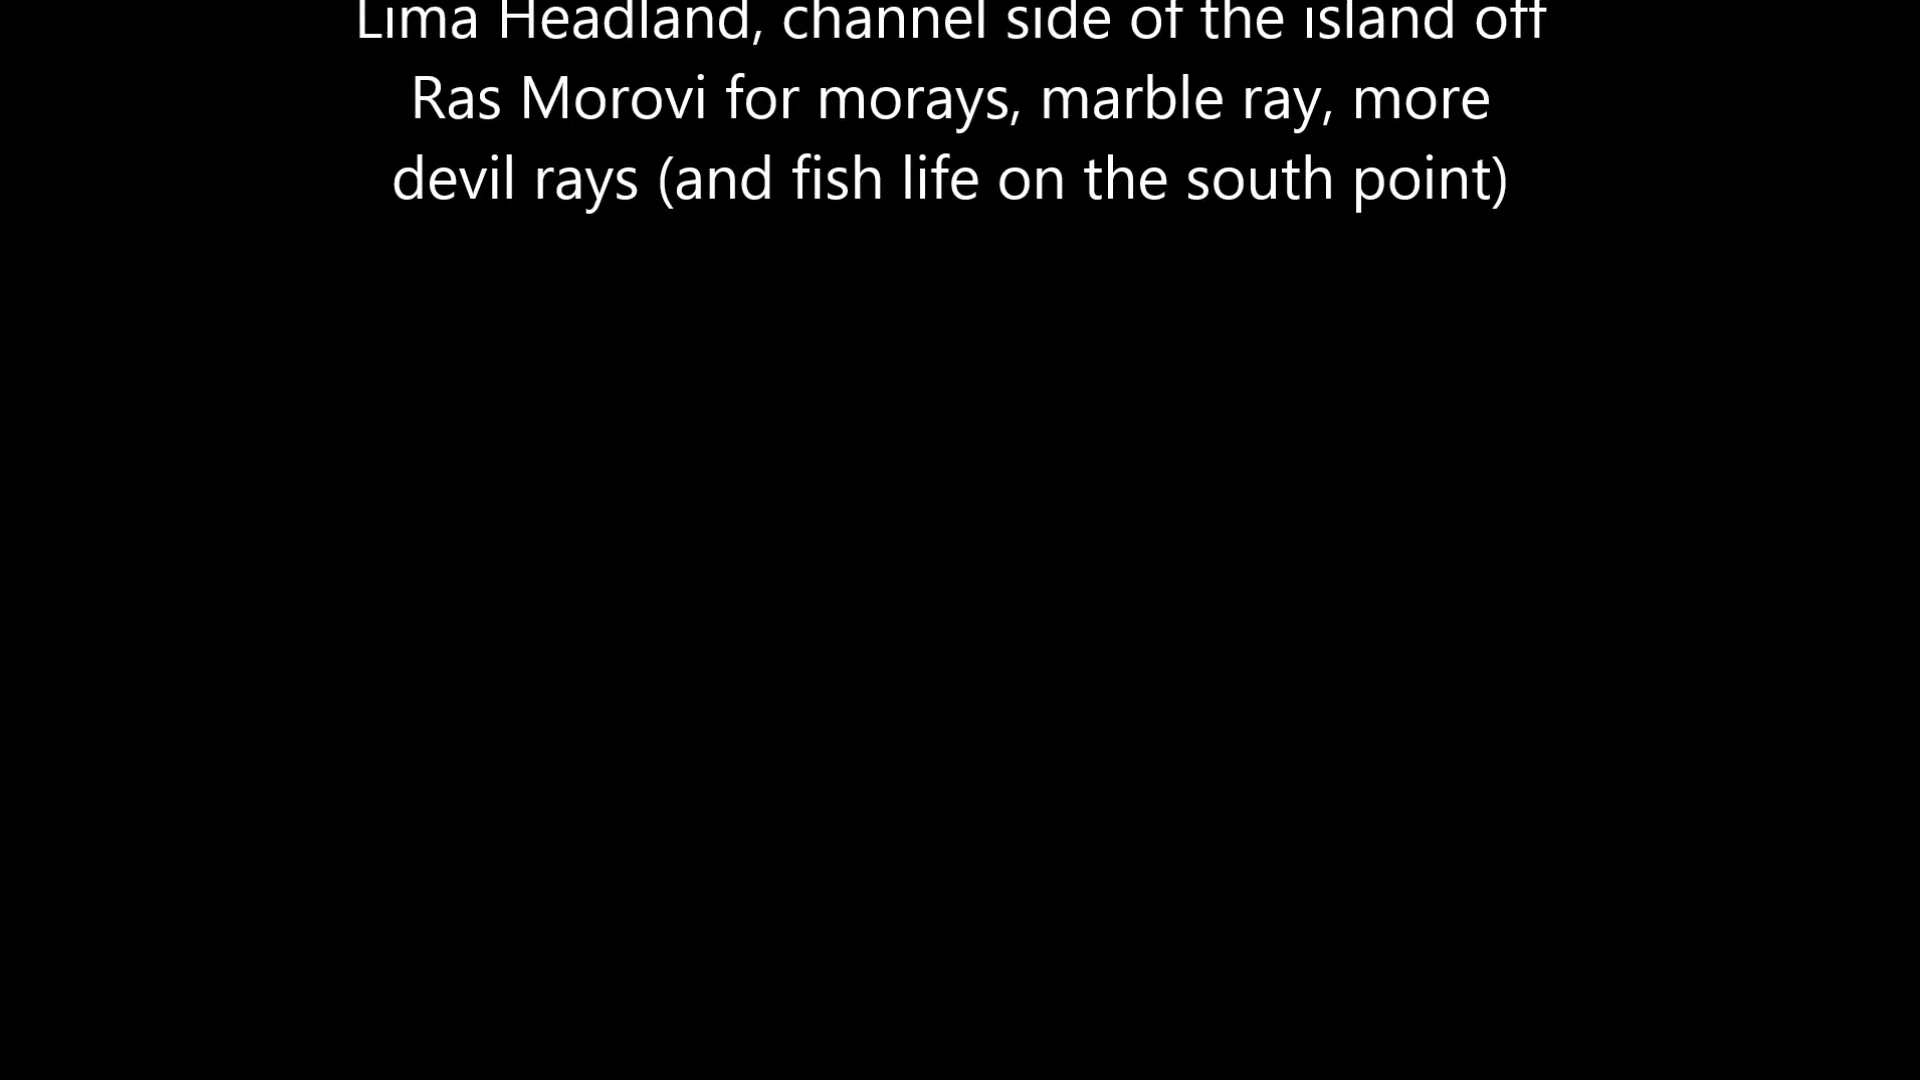 Lima Headland, channel side of the island off
Ras Morovi for morays, marble ray, more
devil rays (and fish life on the south point)